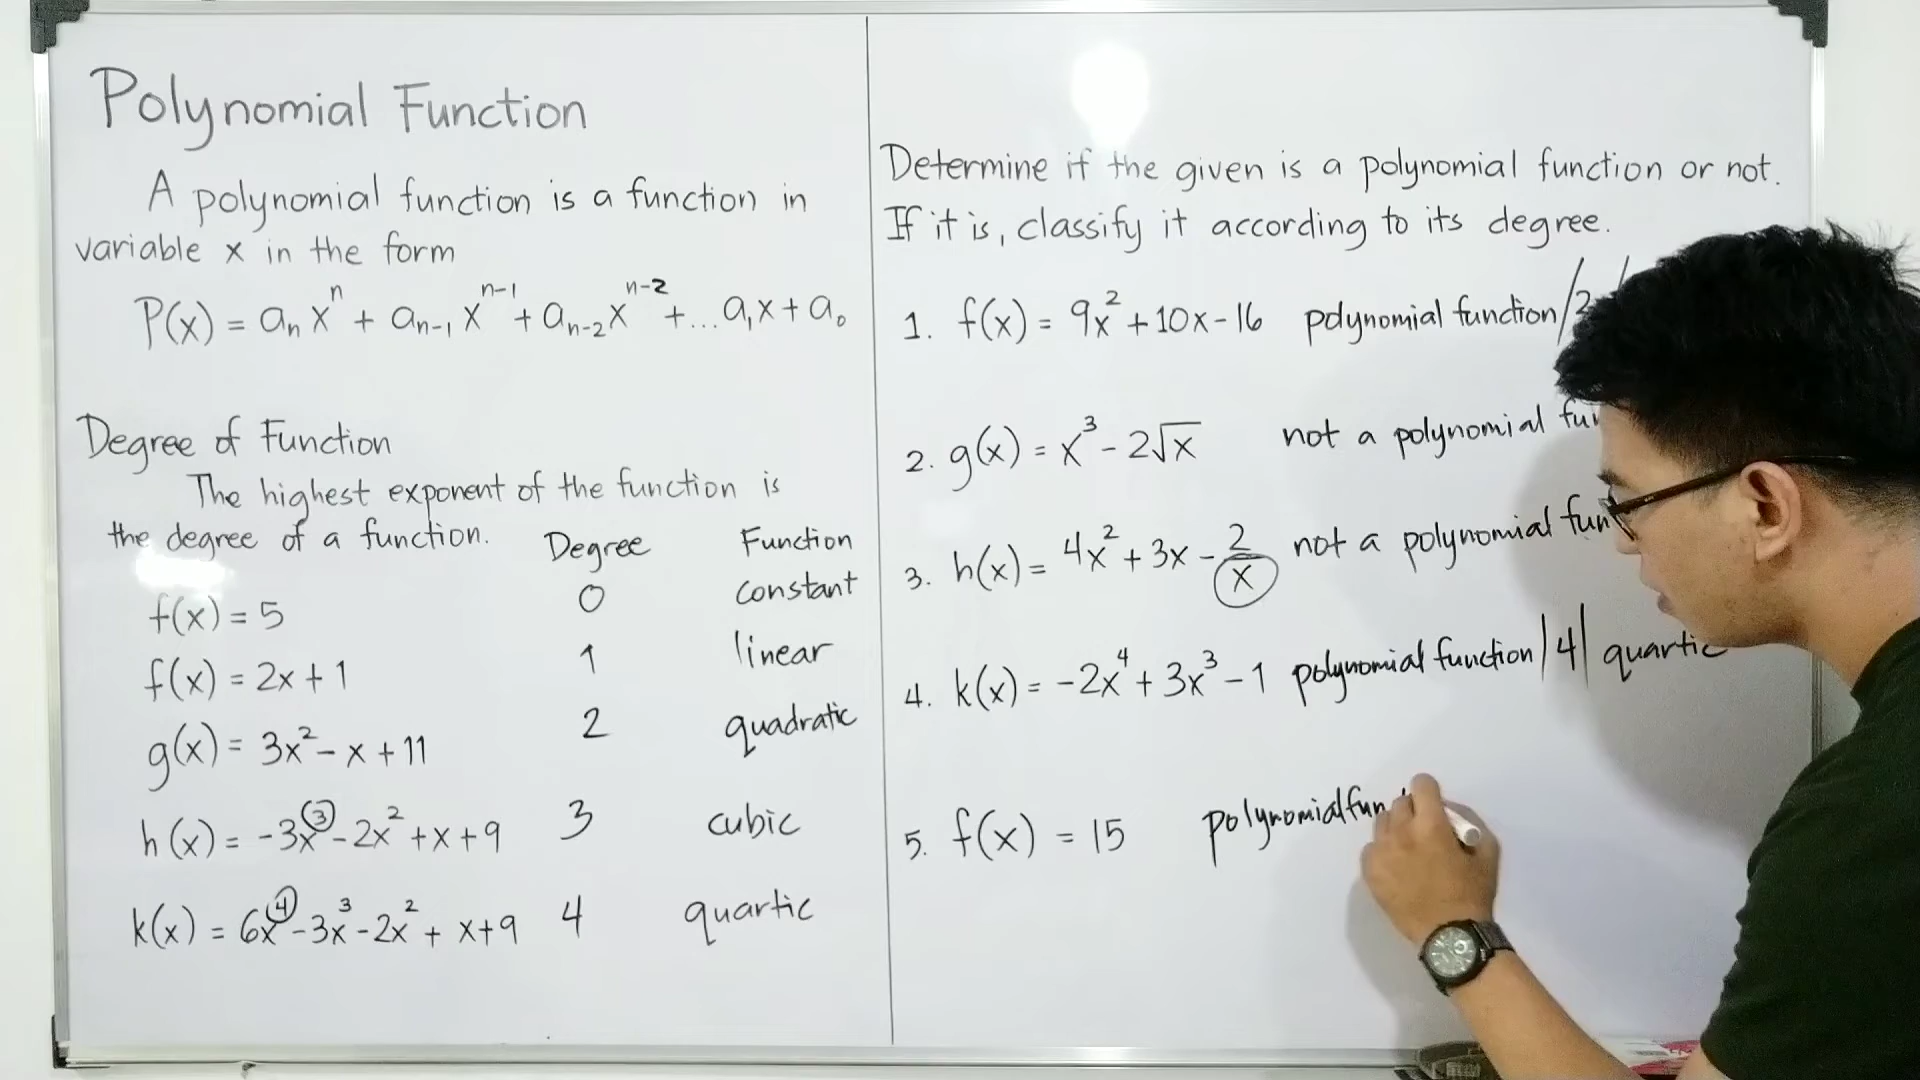 Polynomial Function
A polynomial function is a function in
variable x in the form
P(x) = aₙxⁿ + aₙ₋₁xⁿ⁻¹ + aₙ₋₂xⁿ⁻² + ... a₁x + a₀
Degree of Function
The highest exponent of the function is
the degree of a function.
Degree Function
f(x) = 5 0 constant
f(x) = 2x + 1 1 linear
g(x) = 3x² - x + 11 2 quadratic
h(x) = -3x³ - 2x² + x + 9 3 cubic
k(x) = 6x⁴ - 3x³ - 2x² + x + 9 4 quartic
Determine if the given is a polynomial function or not.
If it is, classify it according to its degree.
1. f(x) = 9x² + 10x - 16 polynomial function / 2 /
2. g(x) = x³ - 2√x not a polynomial
3. h(x) = 4x² + 3x - 2/x not a polynomial
4. k(x) = -2x⁴ + 3x³ - 1 polynomial function | 4 | quartic
5. f(x) = 15 polynomial